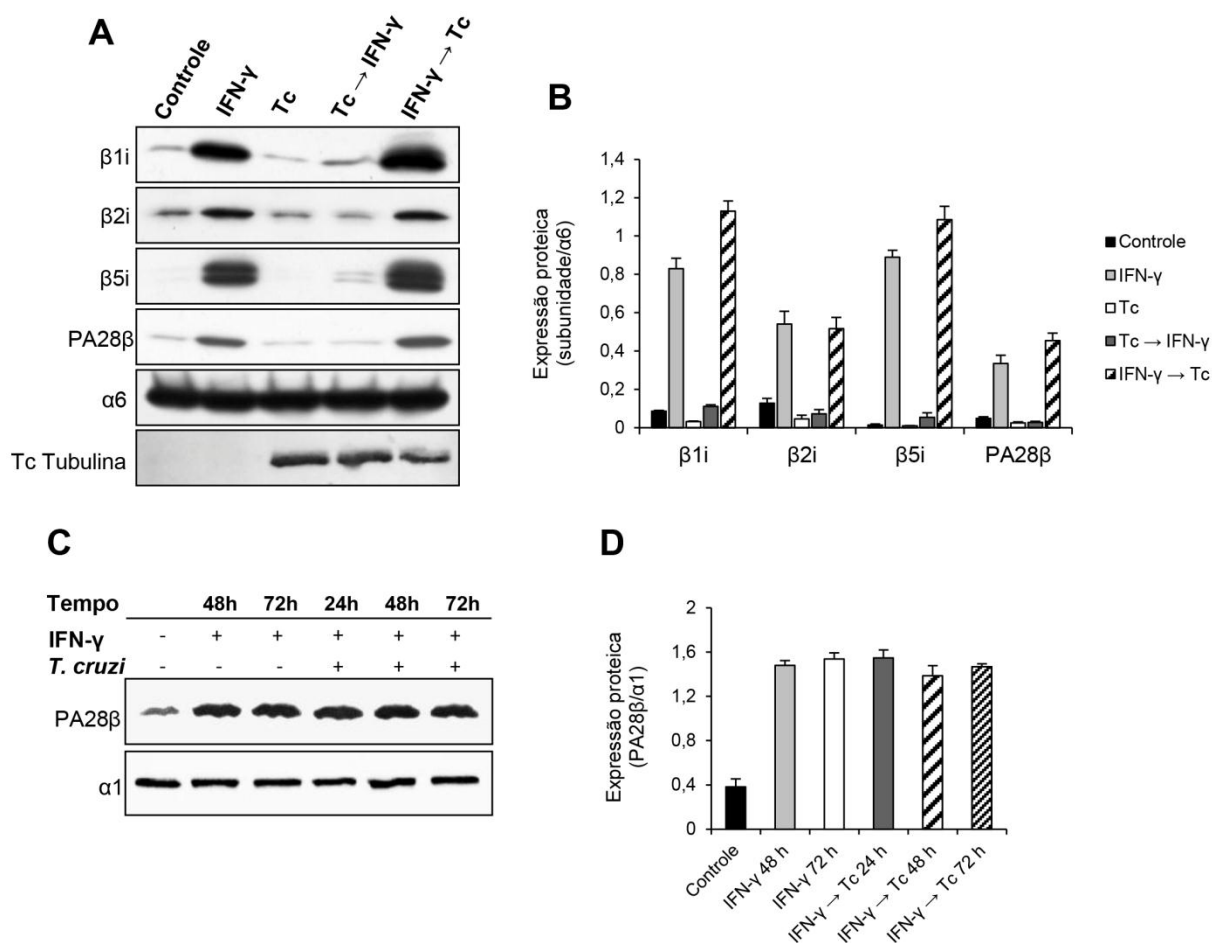 A
Controle
IFN-γ
Tc
Tc → IFN-γ
IFN-γ → Tc
β1i
β2i
β5i
PA28β
α6
Tc Tubulina
B
Expressão proteica
(subunidade/α6)
1,4
1,2
1
0,8
0,6
0,4
0,2
0
β1i β2i β5i PA28β
Controle
IFN-γ
Tc
Tc → IFN-γ
IFN-γ → Tc
C
Tempo 48h 72h 24h 48h 72h
IFN-γ - + + + + +
T. cruzi - - - + + +
PA28β
α1
D
Expressão proteica
(PA28β/α1)
2
1,6
1,2
0,8
0,4
0
Controle
IFN-γ 48 h
IFN-γ 72 h
IFN-γ → Tc 24 h
IFN-γ → Tc 48 h
IFN-γ → Tc 72 h